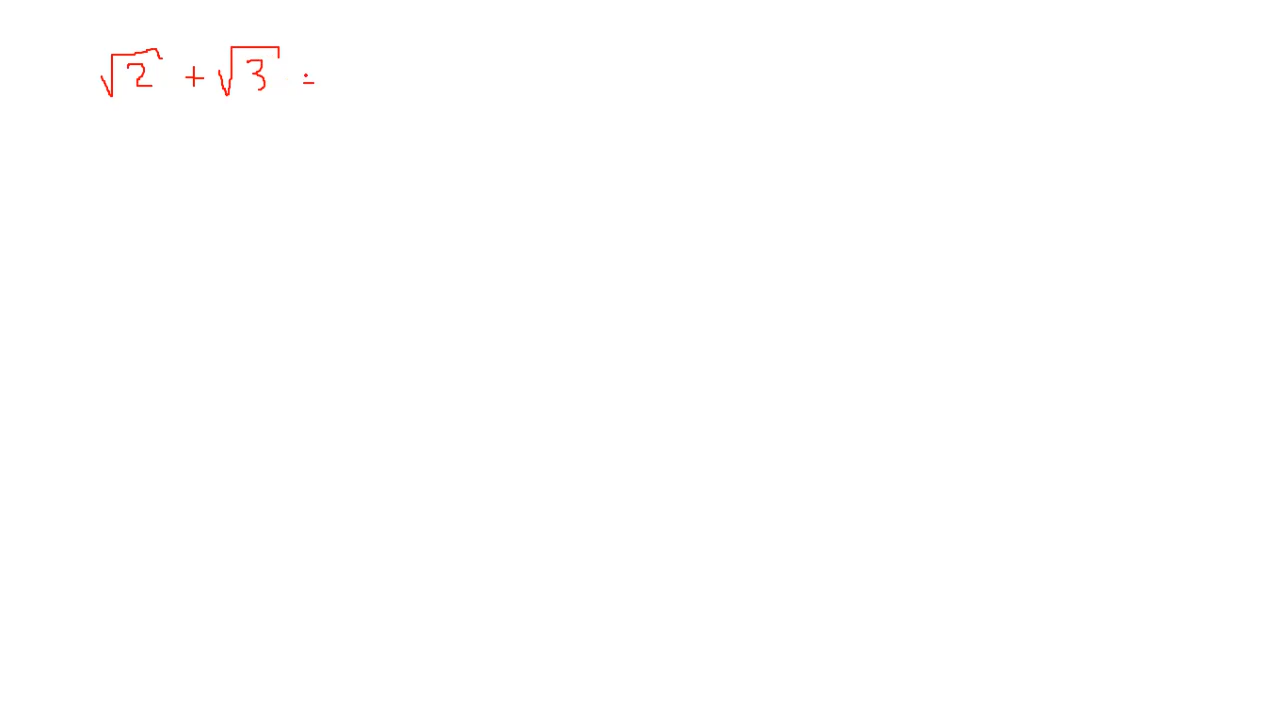 √2 + √3 =